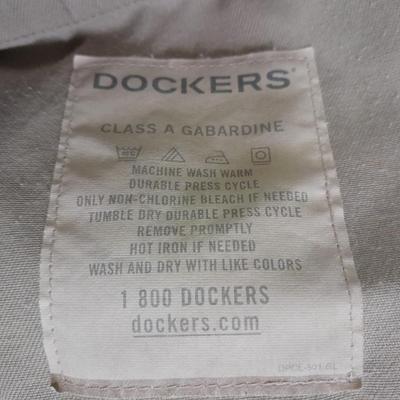 DOCKERS®
CLASS A GABARDINE
MACHINE WASH WARM
DURABLE PRESS CYCLE
ONLY NON-CHLORINE BLEACH IF NEEDED
TUMBLE DRY DURABLE PRESS CYCLE
REMOVE PROMPTLY
HOT IRON IF NEEDED
WASH AND DRY WITH LIKE COLORS
1 800 DOCKERS
dockers.com